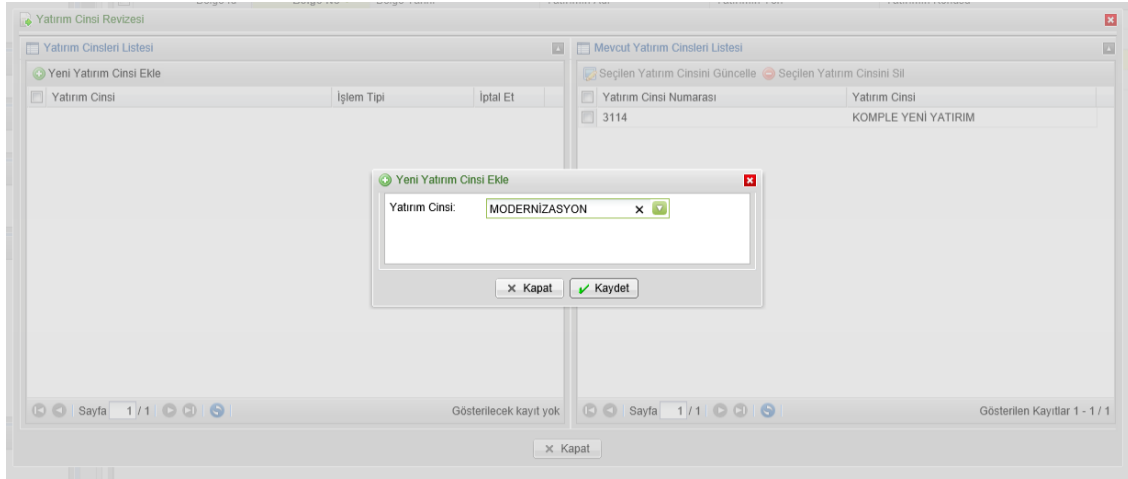 Yatırım Cinsi Revizesi
Yatırım Cinsleri Listesi
Yeni Yatırım Cinsi Ekle
Yatırım Cinsi İşlem Tipi İptal Et
Mevcut Yatırım Cinsleri Listesi
Seçilen Yatırım Cinsini Güncelle Seçilen Yatırım Cinsini Sil
Yatırım Cinsi Numarası Yatırım Cinsi
3114 KOMPLE YENİ YATIRIM
Yeni Yatırım Cinsi Ekle
Yatırım Cinsi: MODERNİZASYON
Kapat Kaydet
Sayfa 1 / 1 Gösterilecek kayıt yok
Sayfa 1 / 1 Gösterilen Kayıtlar 1 - 1 / 1
Kapat